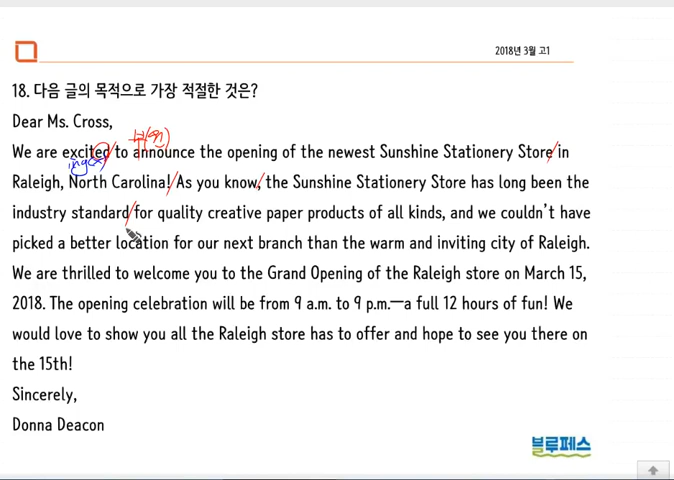 2018년 3월 고1
18. 다음 글의 목적으로 가장 적절한 것은?
Dear Ms. Cross,
We are excited to announce the opening of the newest Sunshine Stationery Store in
ing(x)
Raleigh, North Carolina! As you know, the Sunshine Stationery Store has long been the
industry standard for quality creative paper products of all kinds, and we couldn't have
picked a better location for our next branch than the warm and inviting city of Raleigh.
We are thrilled to welcome you to the Grand Opening of the Raleigh store on March 15,
2018. The opening celebration will be from 9 a.m. to 9 p.m.—a full 12 hours of fun! We
would love to show you all the Raleigh store has to offer and hope to see you there on
the 15th!
Sincerely,
Donna Deacon
블루페스